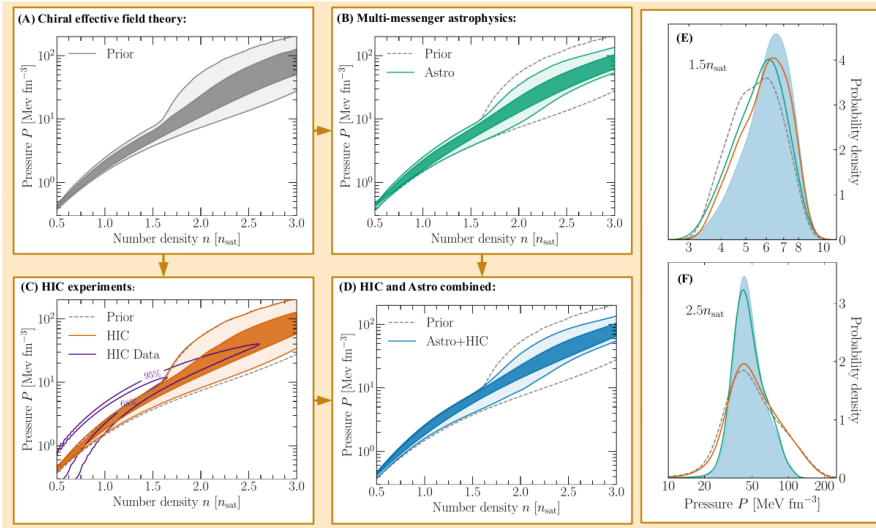 (A) Chiral effective field theory:
Prior
Pressure P [Mev fm⁻³]
10²
10¹
10⁰
0.5 1.0 1.5 2.0 2.5 3.0
Number density n [nsat]
(B) Multi-messenger astrophysics:
Prior
Astro
Pressure P [Mev fm⁻³]
10²
10¹
10⁰
0.5 1.0 1.5 2.0 2.5 3.0
Number density n [nsat]
(C) HIC experiments:
Prior
HIC
HIC Data
95%
68%
Pressure P [Mev fm⁻³]
10²
10¹
10⁰
0.5 1.0 1.5 2.0 2.5 3.0
Number density n [nsat]
(D) HIC and Astro combined:
Prior
Astro+HIC
Pressure P [Mev fm⁻³]
10²
10¹
10⁰
0.5 1.0 1.5 2.0 2.5 3.0
Number density n [nsat]
(E)
1.5nsat
4
3
2
1
0
Probability density
3 4 5 6 7 8 10
(F)
2.5nsat
3
2
1
0
Probability density
10 20 50 100 200
Pressure P [MeV fm⁻³]